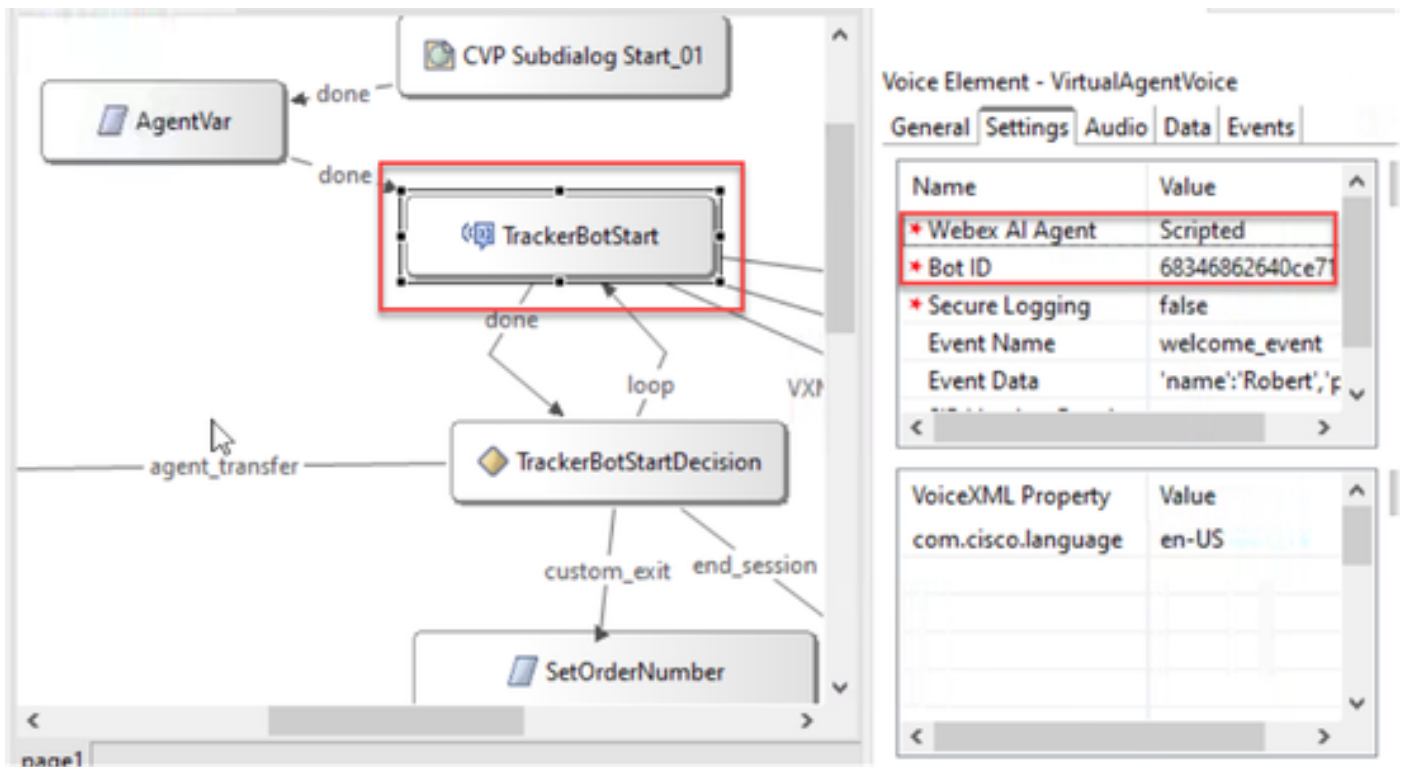 CVP Subdialog Start_01
done
AgentVar
done
TrackerBotStart
done
loop
VXM
agent_transfer
TrackerBotStartDecision
custom_exit
end_session
SetOrderNumber
page1
Voice Element - VirtualAgentVoice
General Settings Audio Data Events
Name Value
* Webex AI Agent Scripted
* Bot ID 68346862640ce71
* Secure Logging false
Event Name welcome_event
Event Data 'name':'Robert','p
VoiceXML Property Value
com.cisco.language en-US